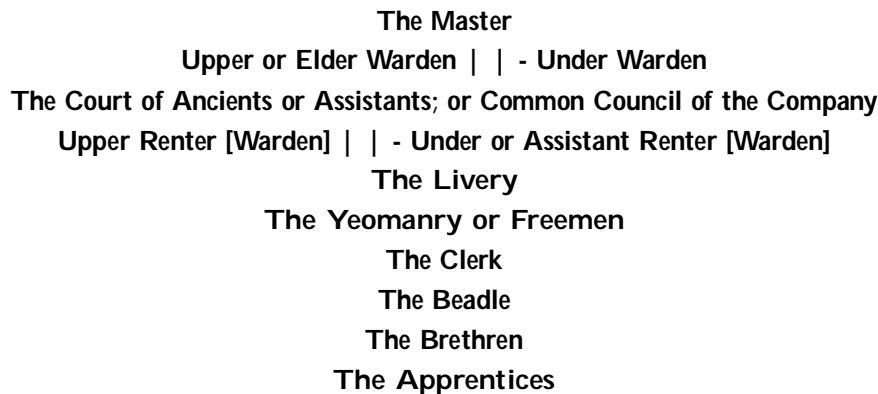 The Master
Upper or Elder Warden | | - Under Warden
The Court of Ancients or Assistants; or Common Council of the Company
Upper Renter [Warden] | | - Under or Assistant Renter [Warden]
The Livery
The Yeomanry or Freemen
The Clerk
The Beadle
The Brethren
The Apprentices